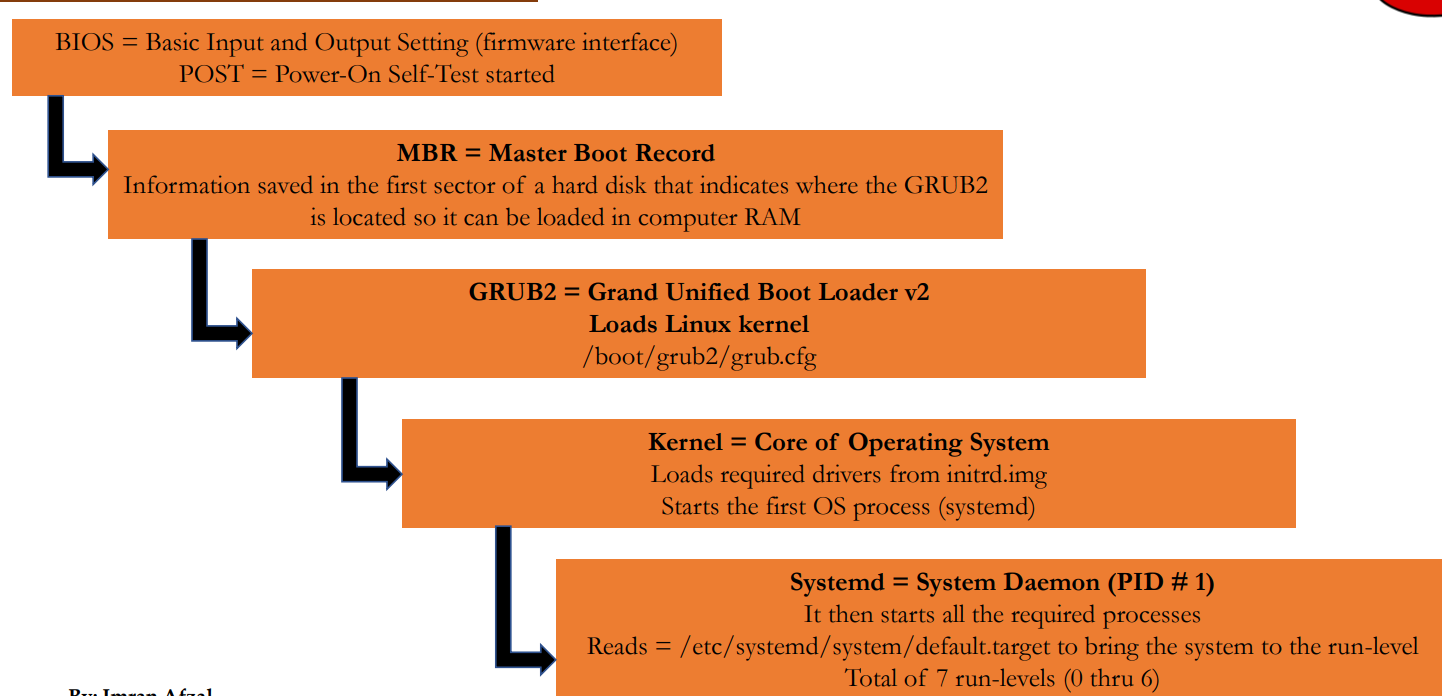 BIOS = Basic Input and Output Setting (firmware interface)
POST = Power-On Self-Test started
MBR = Master Boot Record
Information saved in the first sector of a hard disk that indicates where the GRUB2
is located so it can be loaded in computer RAM
GRUB2 = Grand Unified Boot Loader v2
Loads Linux kernel
/boot/grub2/grub.cfg
Kernel = Core of Operating System
Loads required drivers from initrd.img
Starts the first OS process (systemd)
Systemd = System Daemon (PID # 1)
It then starts all the required processes
Reads = /etc/systemd/system/default.target to bring the system to the run-level
Total of 7 run-levels (0 thru 6)
By: Imran Afzal